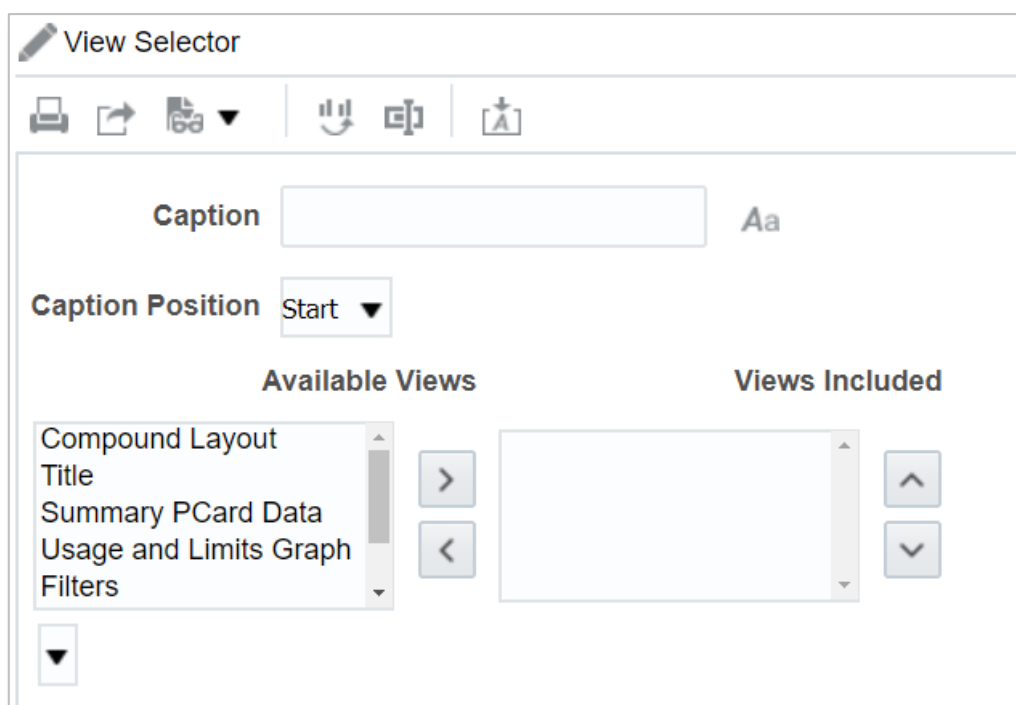 View Selector
Caption
Aa
Caption Position
Start
Available Views
Views Included
Compound Layout
Title
Summary PCard Data
Usage and Limits Graph
Filters